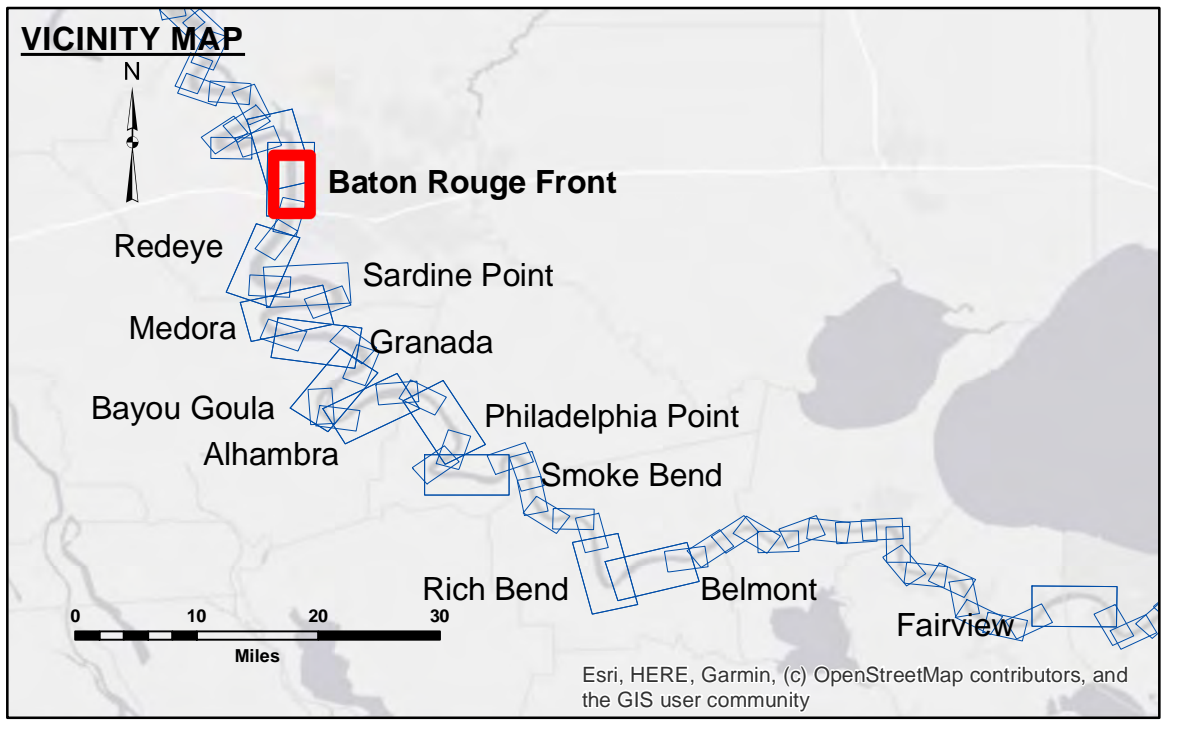 VICINITY MAP
N
Baton Rouge Front
Redeye
Sardine Point
Medora
Granada
Bayou Goula
Philadelphia Point
Alhambra
Smoke Bend
Rich Bend
Belmont
Fairview
0 10 20 30
Miles
Esri, HERE, Garmin, (c) OpenStreetMap contributors, and
the GIS user community